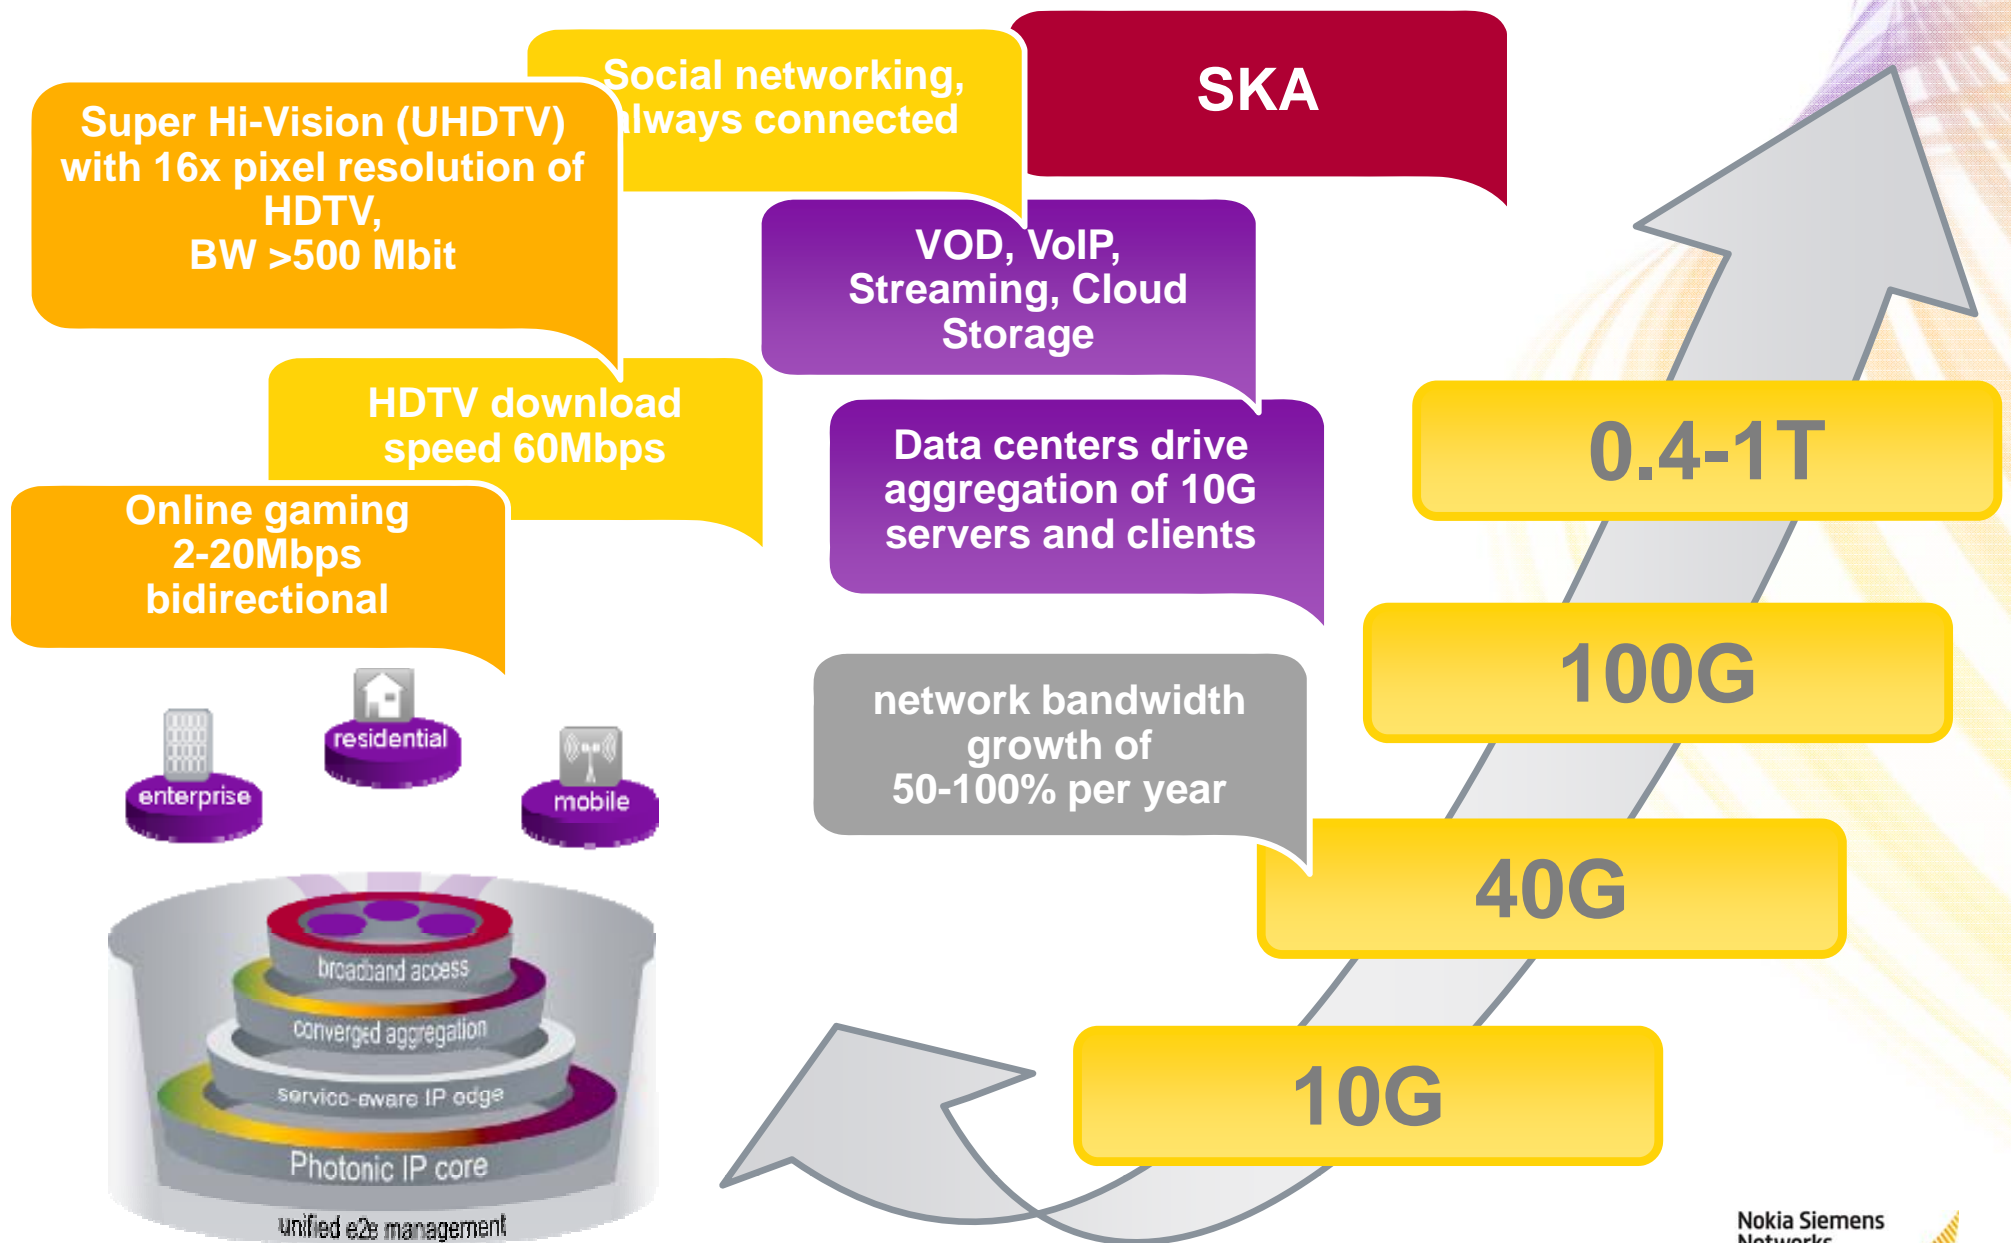 Social networking,
always connected
SKA
Super Hi-Vision (UHDTV)
with 16x pixel resolution of
HDTV,
BW >500 Mbit
VOD, VoIP,
Streaming, Cloud
Storage
HDTV download
speed 60Mbps
Data centers drive
aggregation of 10G
servers and clients
Online gaming
2-20Mbps
bidirectional
network bandwidth
growth of
50-100% per year
0.4-1T
100G
40G
10G
residential
enterprise
mobile
broadband access
converged aggregation
service-aware IP edge
Photonic IP core
unified e2e management
Nokia Siemens
Networks